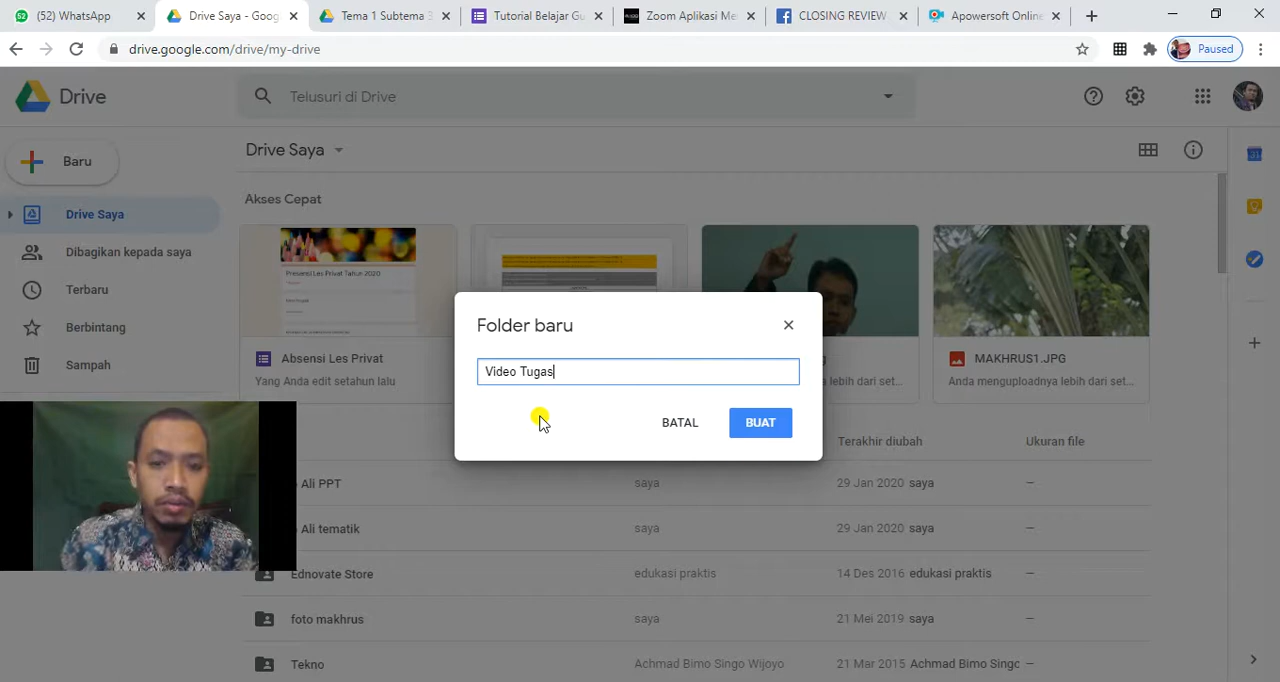 (52) WhatsApp
Drive Saya - Goog
Tema 1 Subtema 3
Tutorial Belajar Gu
Zoom Aplikasi Me
CLOSING REVIEW
Apowersoft Online
drive.google.com/drive/my-drive
Paused
Drive
Telusuri di Drive
Baru
Drive Saya
Drive Saya
Dibagikan kepada saya
Terbaru
Berbintang
Sampah
Akses Cepat
Presensi Les Privat Tahun 2020
Absensi Les Privat
Yang Anda edit setahun lalu
g
lebih dari set...
MAKHRUS1.JPG
Anda menguploadnya lebih dari set...
Folder baru
Video Tugas
BATAL
BUAT
Terakhir diubah
Ukuran file
Ali PPT
saya
29 Jan 2020 saya
—
Ali tematik
saya
29 Jan 2020 saya
—
Ednovate Store
edukasi praktis
14 Des 2016 edukasi praktis
—
foto makhrus
saya
21 Mei 2019 saya
—
Tekno
Achmad Bimo Singo Wijoyo
21 Mar 2015 Achmad Bimo Singo
—